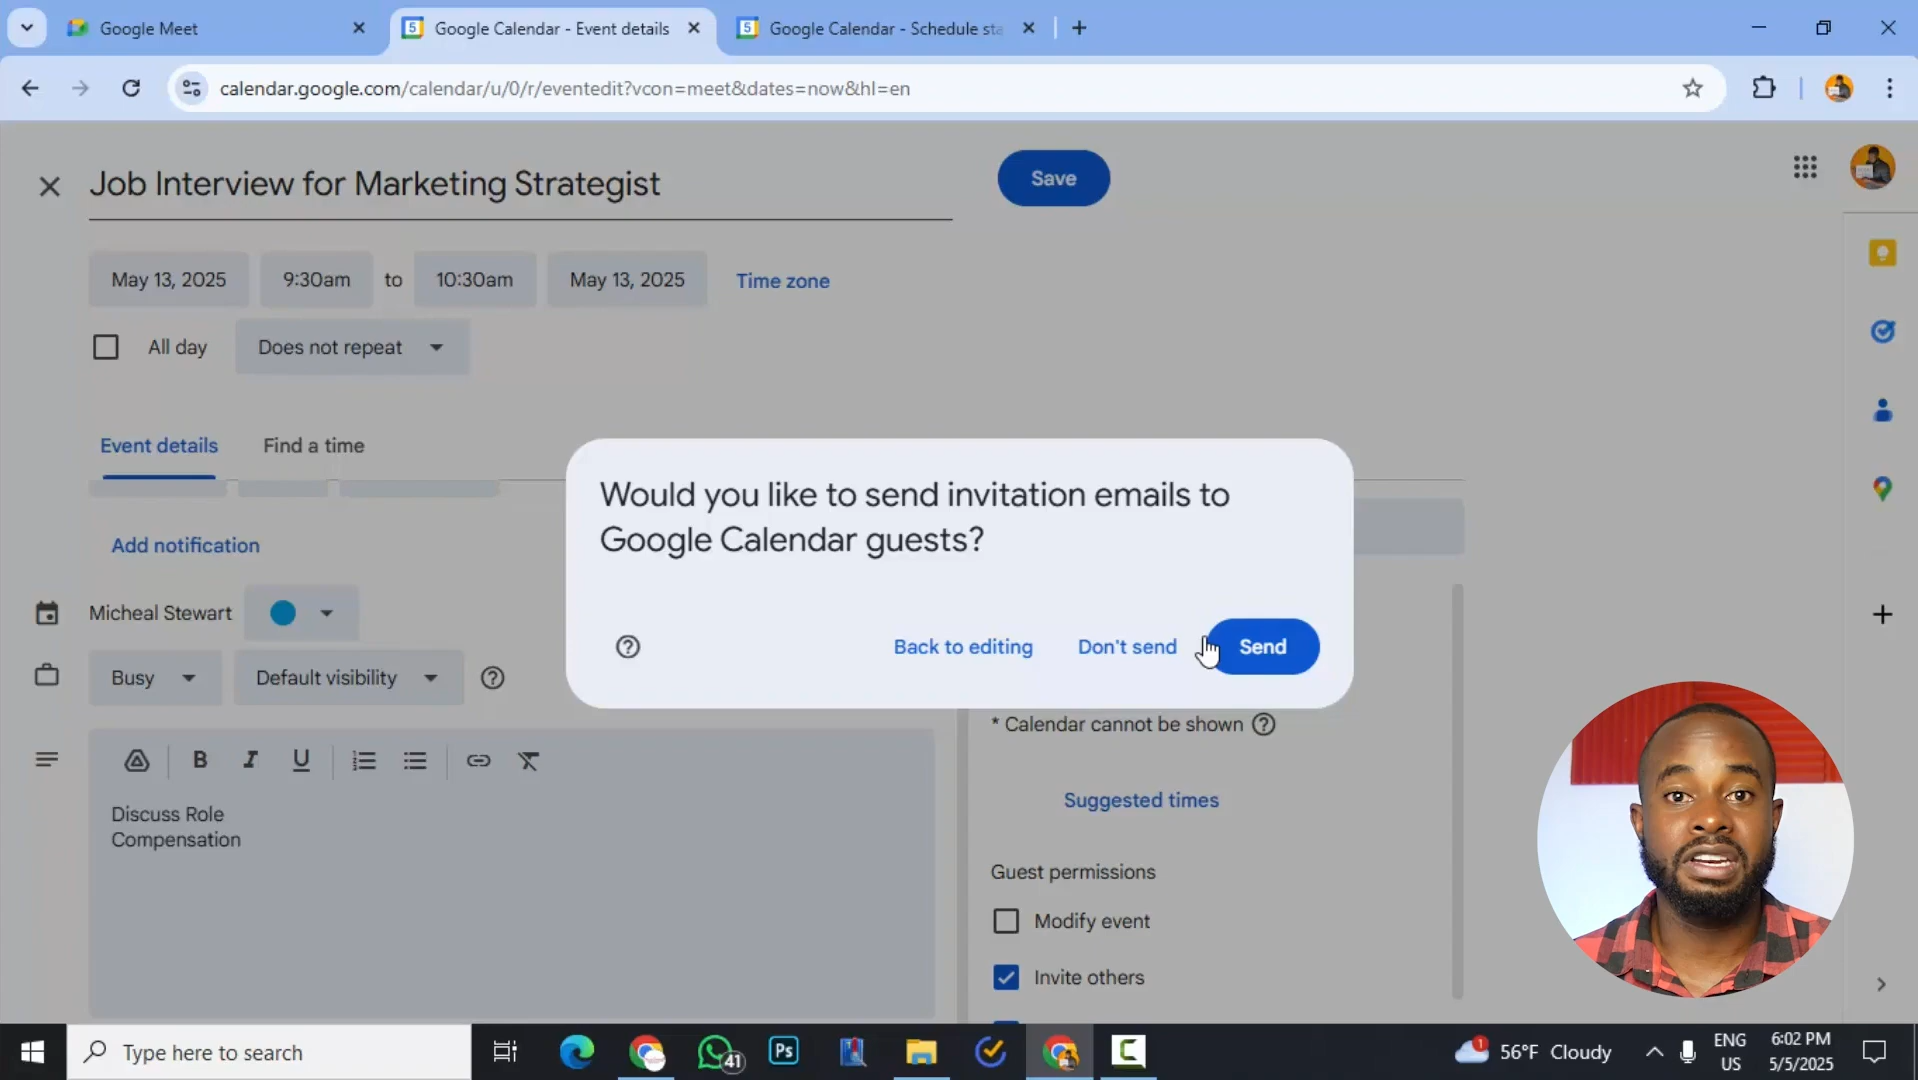 Google Meet
Google Calendar - Event details
Google Calendar - Schedule sta
calendar.google.com/calendar/u/0/r/eventedit?vcon=meet&dates=now&hl=en
Job Interview for Marketing Strategist
Save
May 13, 2025
9:30am
to
10:30am
May 13, 2025
Time zone
All day
Does not repeat
Event details
Find a time
Would you like to send invitation emails to
Google Calendar guests?
Add notification
Micheal Stewart
Back to editing
Don't send
Send
Busy
Default visibility
* Calendar cannot be shown
B I U
Discuss Role
Compensation
Suggested times
Guest permissions
Modify event
Invite others
Type here to search
41
Ps
1
56°F Cloudy
ENG
US
6:02 PM
5/5/2025